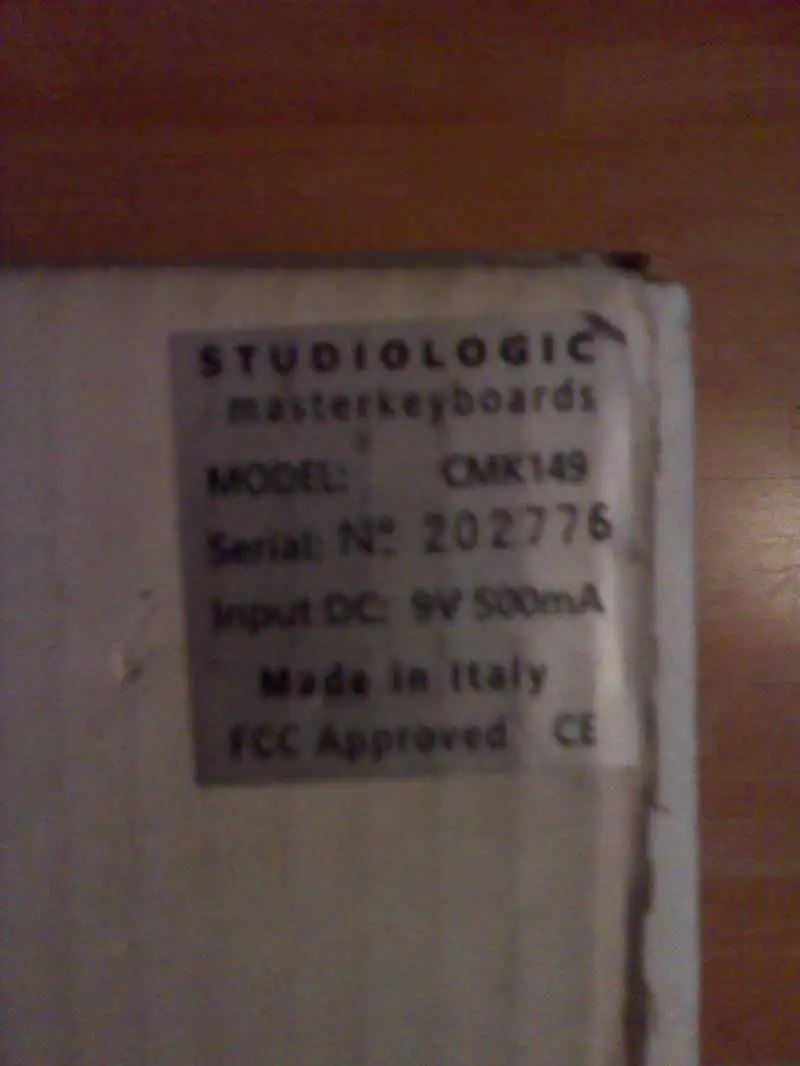 STUDIOLOGIC
masterkeyboards
MODEL: CMK149
Serial: Nº 202776
Input DC: 9V 500mA
Made in Italy
FCC Approved CE